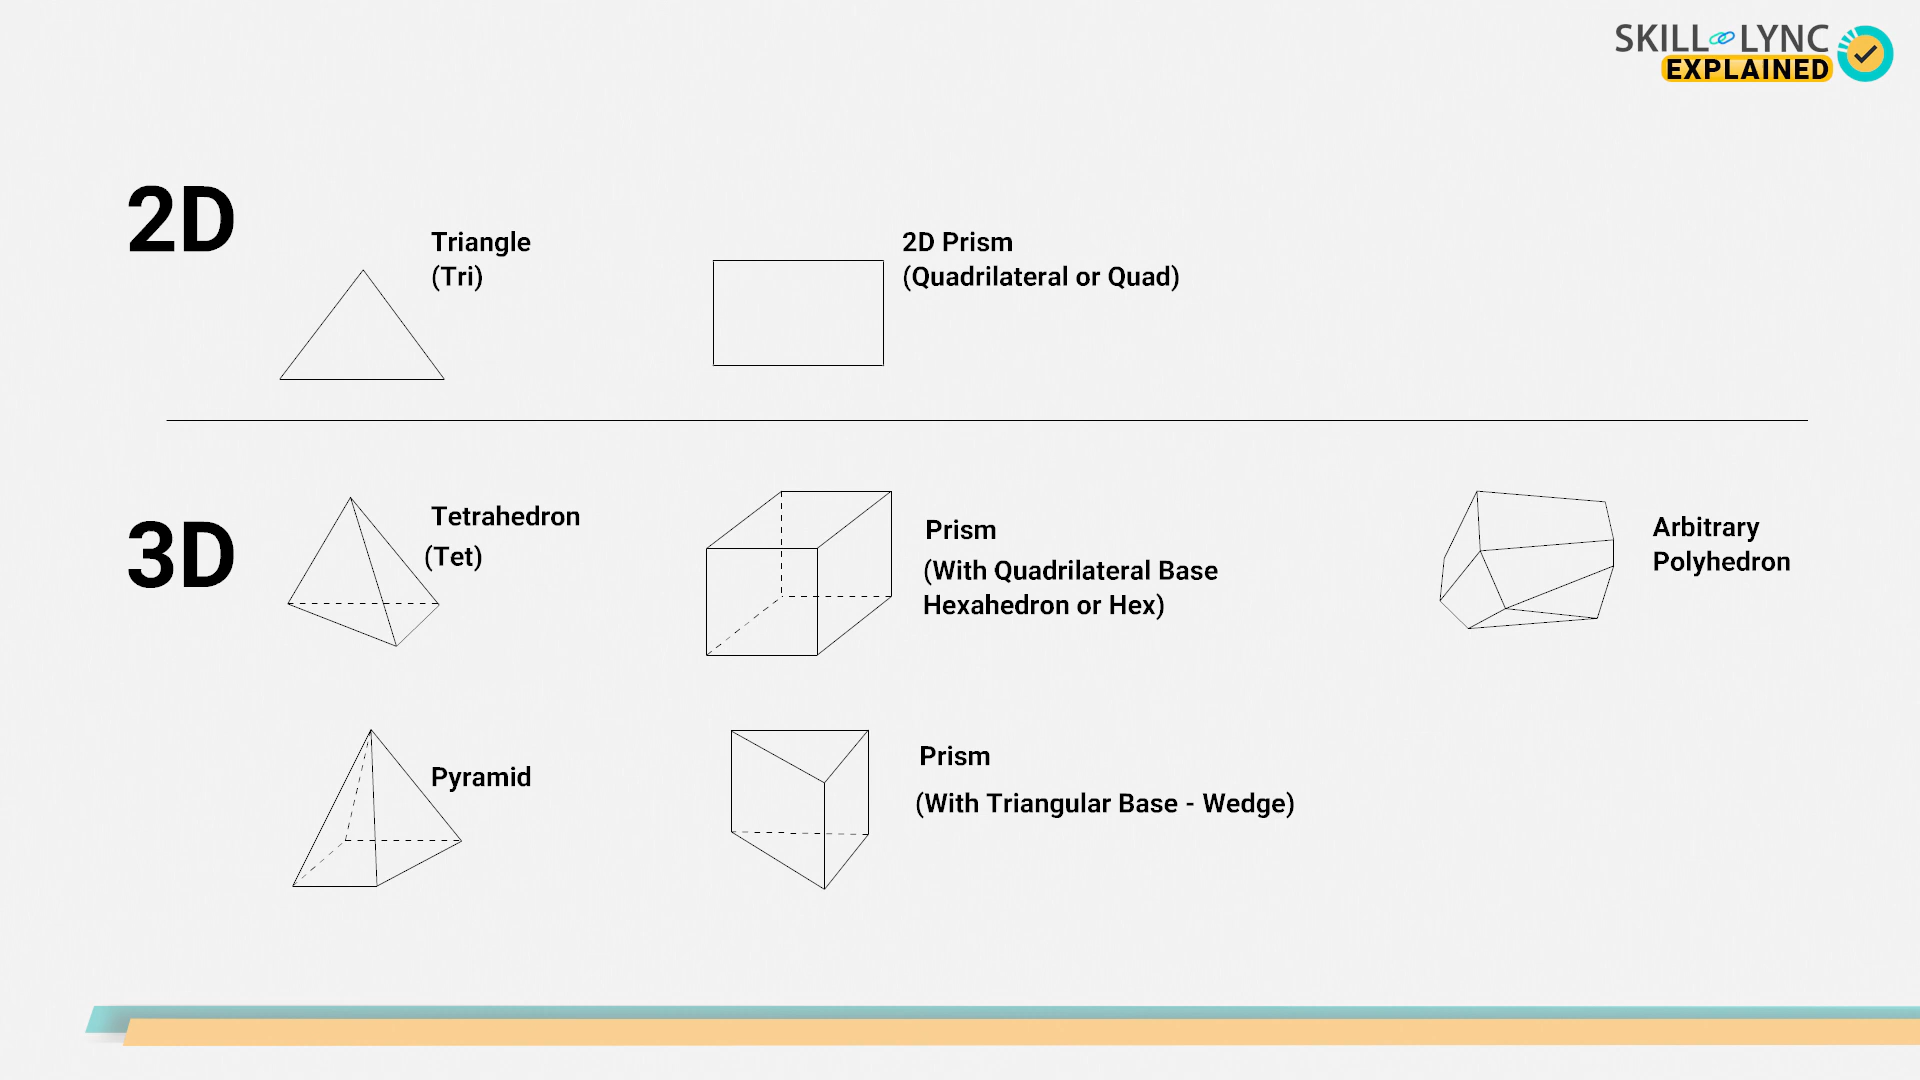 SKILL LYNC
EXPLAINED
2D
Triangle
(Tri)
2D Prism
(Quadrilateral or Quad)
3D
Tetrahedron
(Tet)
Prism
(With Quadrilateral Base
Hexahedron or Hex)
Arbitrary
Polyhedron
Pyramid
Prism
(With Triangular Base - Wedge)